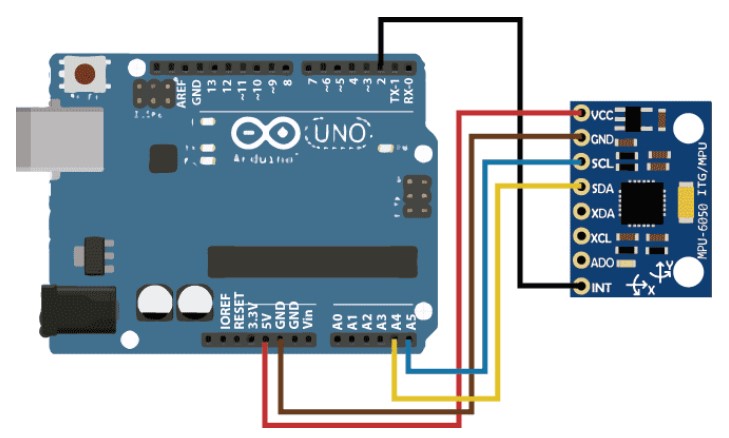 AREF
GND
13
12
~11
~10
~9
8
7
~6
~5
4
~3
2
TX-1
RX-0
UNO
Arduino
IOREF
RESET
3.3V
5V
GND
GND
Vin
A0
A1
A2
A3
A4
A5
VCC
GND
SCL
SDA
XDA
XCL
ADO
INT
ITG/MPU
MPU-6050
Y
X